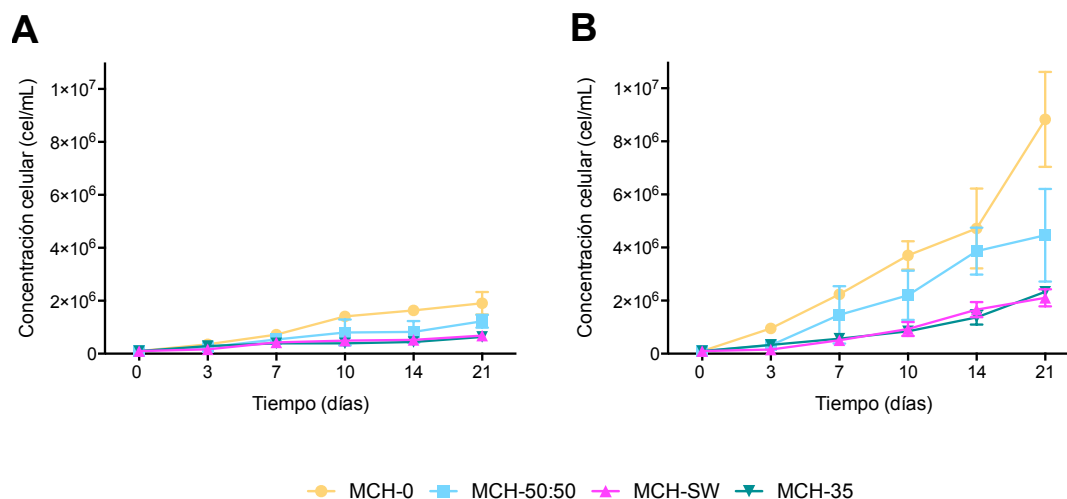 A
Concentración celular (cel/mL)
1×10⁷
8×10⁶
6×10⁶
4×10⁶
2×10⁶
0
0 3 7 10 14 21
Tiempo (días)
B
Concentración celular (cel/mL)
1×10⁷
8×10⁶
6×10⁶
4×10⁶
2×10⁶
0
0 3 7 10 14 21
Tiempo (días)
MCH-0 MCH-50:50 MCH-SW MCH-35